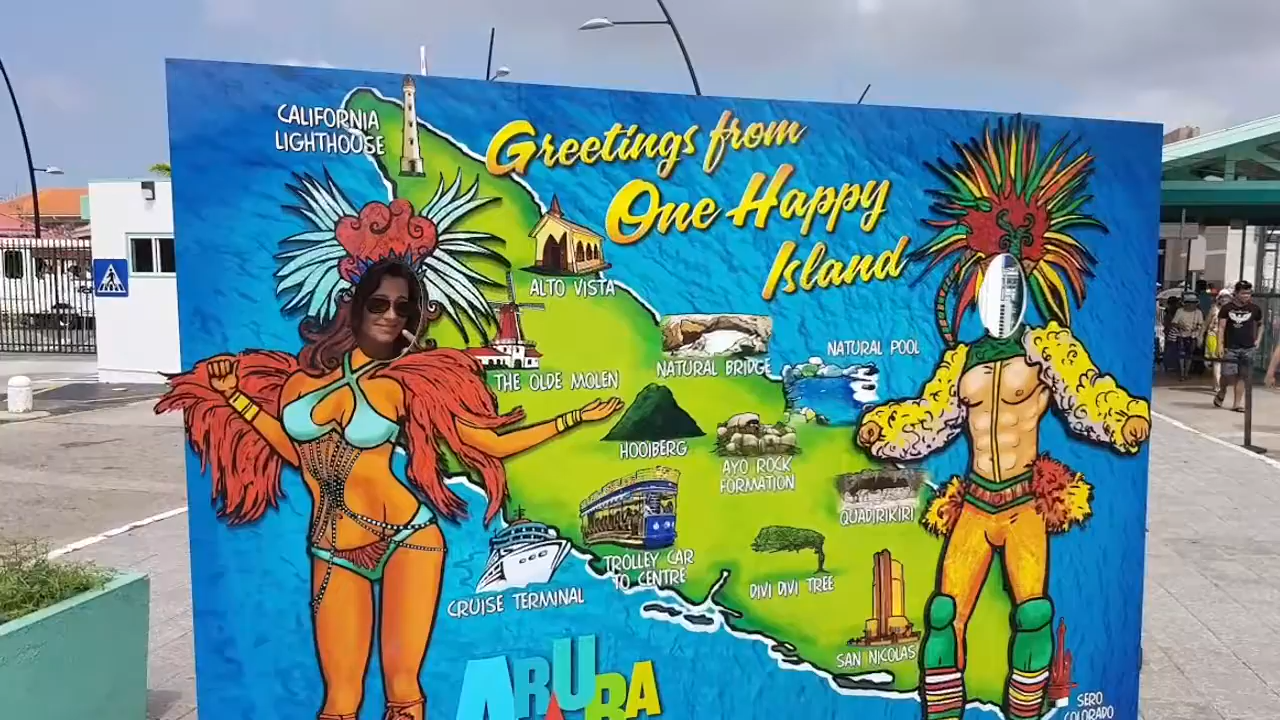 CALIFORNIA
LIGHTHOUSE
Greetings from
One Happy
Island
ALTO VISTA
THE OLDE MOLEN
NATURAL BRIDGE
NATURAL POOL
HOOIBERG
AYO ROCK
FORMATION
QUADIRIKIRI
TROLLEY CAR
TO CENTRE
DIVI DIVI TREE
CRUISE TERMINAL
SAN NICOLAS
ARUBA
SERO
COLORADO